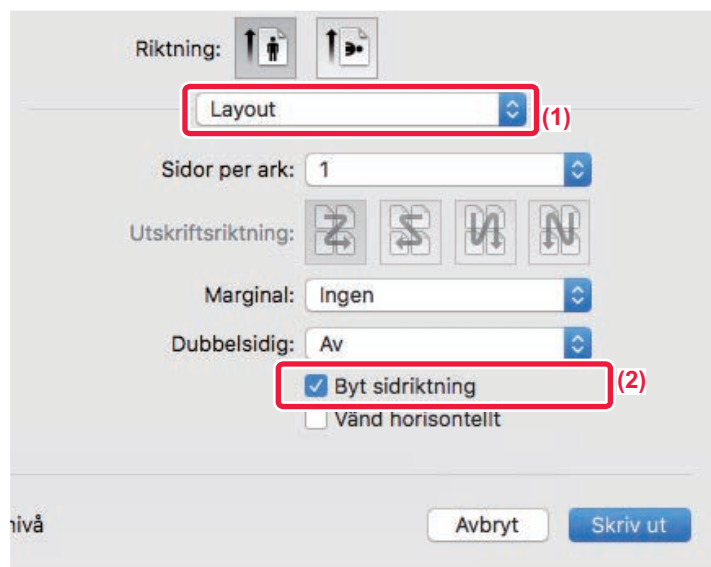 Riktning:
Layout
(1)
Sidor per ark: 1
Utskriftsriktning:
Marginal: Ingen
Dubbelsidig: Av
Byt sidriktning
(2)
Vänd horisontellt
nivå
Avbryt
Skriv ut